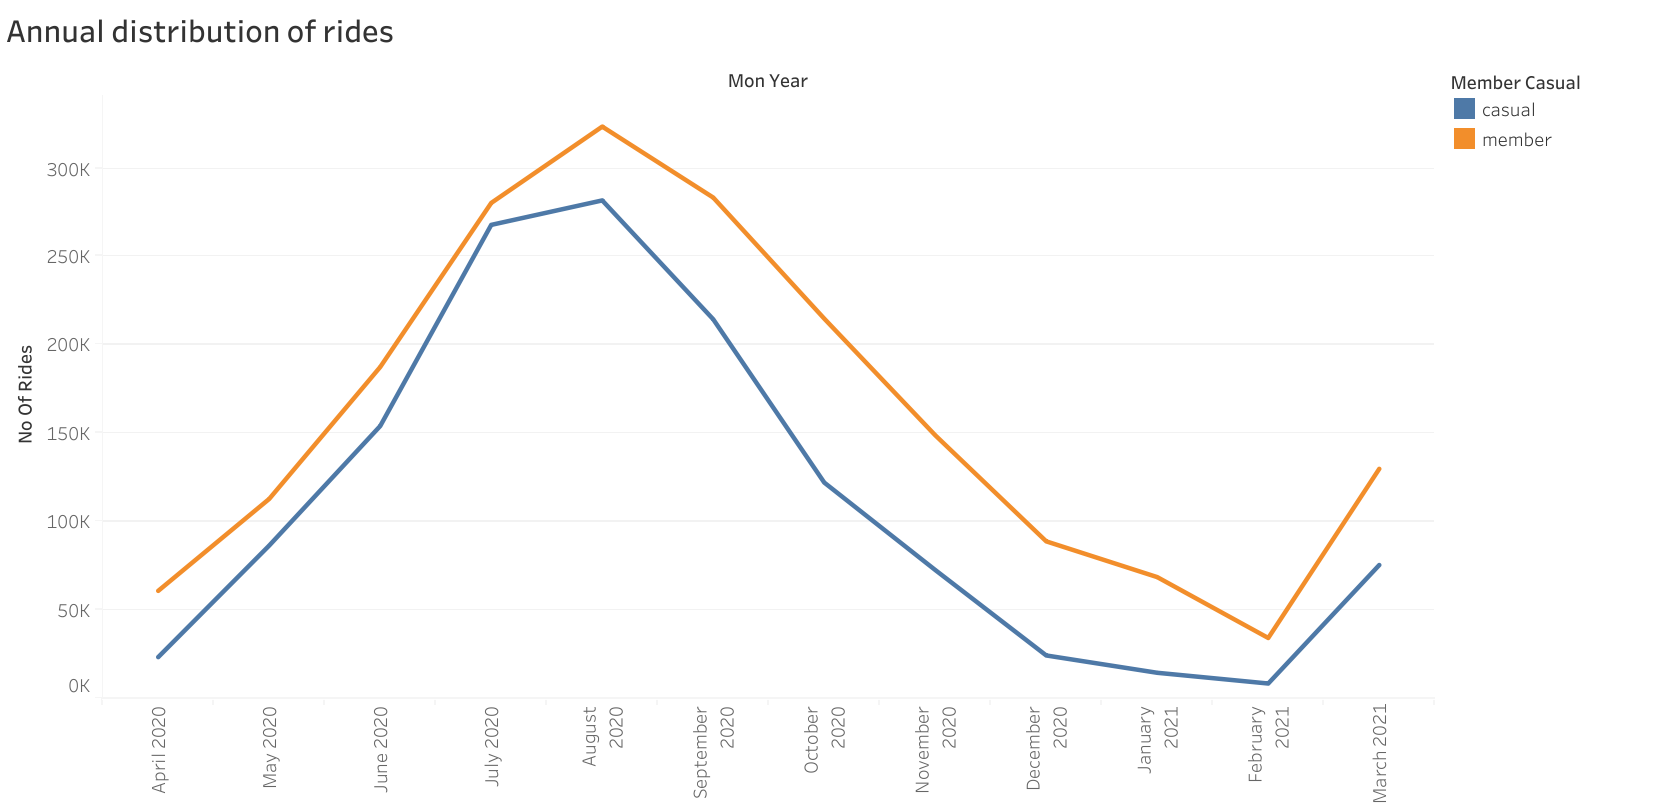 Annual distribution of rides
Mon Year
Member Casual
casual
member
No Of Rides
300K
250K
200K
150K
100K
50K
0K
April 2020
May 2020
June 2020
July 2020
August
2020
September
2020
October
2020
November
2020
December
2020
January
2021
February
2021
March 2021